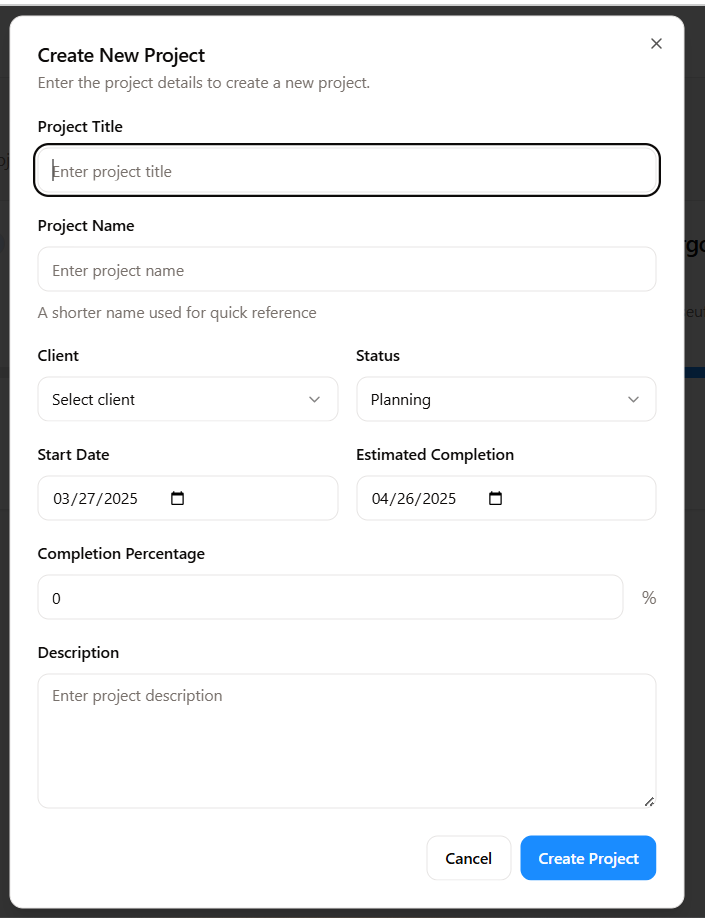 Create New Project
Enter the project details to create a new project.
Project Title
Enter project title
Project Name
Enter project name
A shorter name used for quick reference
Client Status
Select client Planning
Start Date Estimated Completion
03/27/2025 04/26/2025
Completion Percentage
0 %
Description
Enter project description
Cancel Create Project